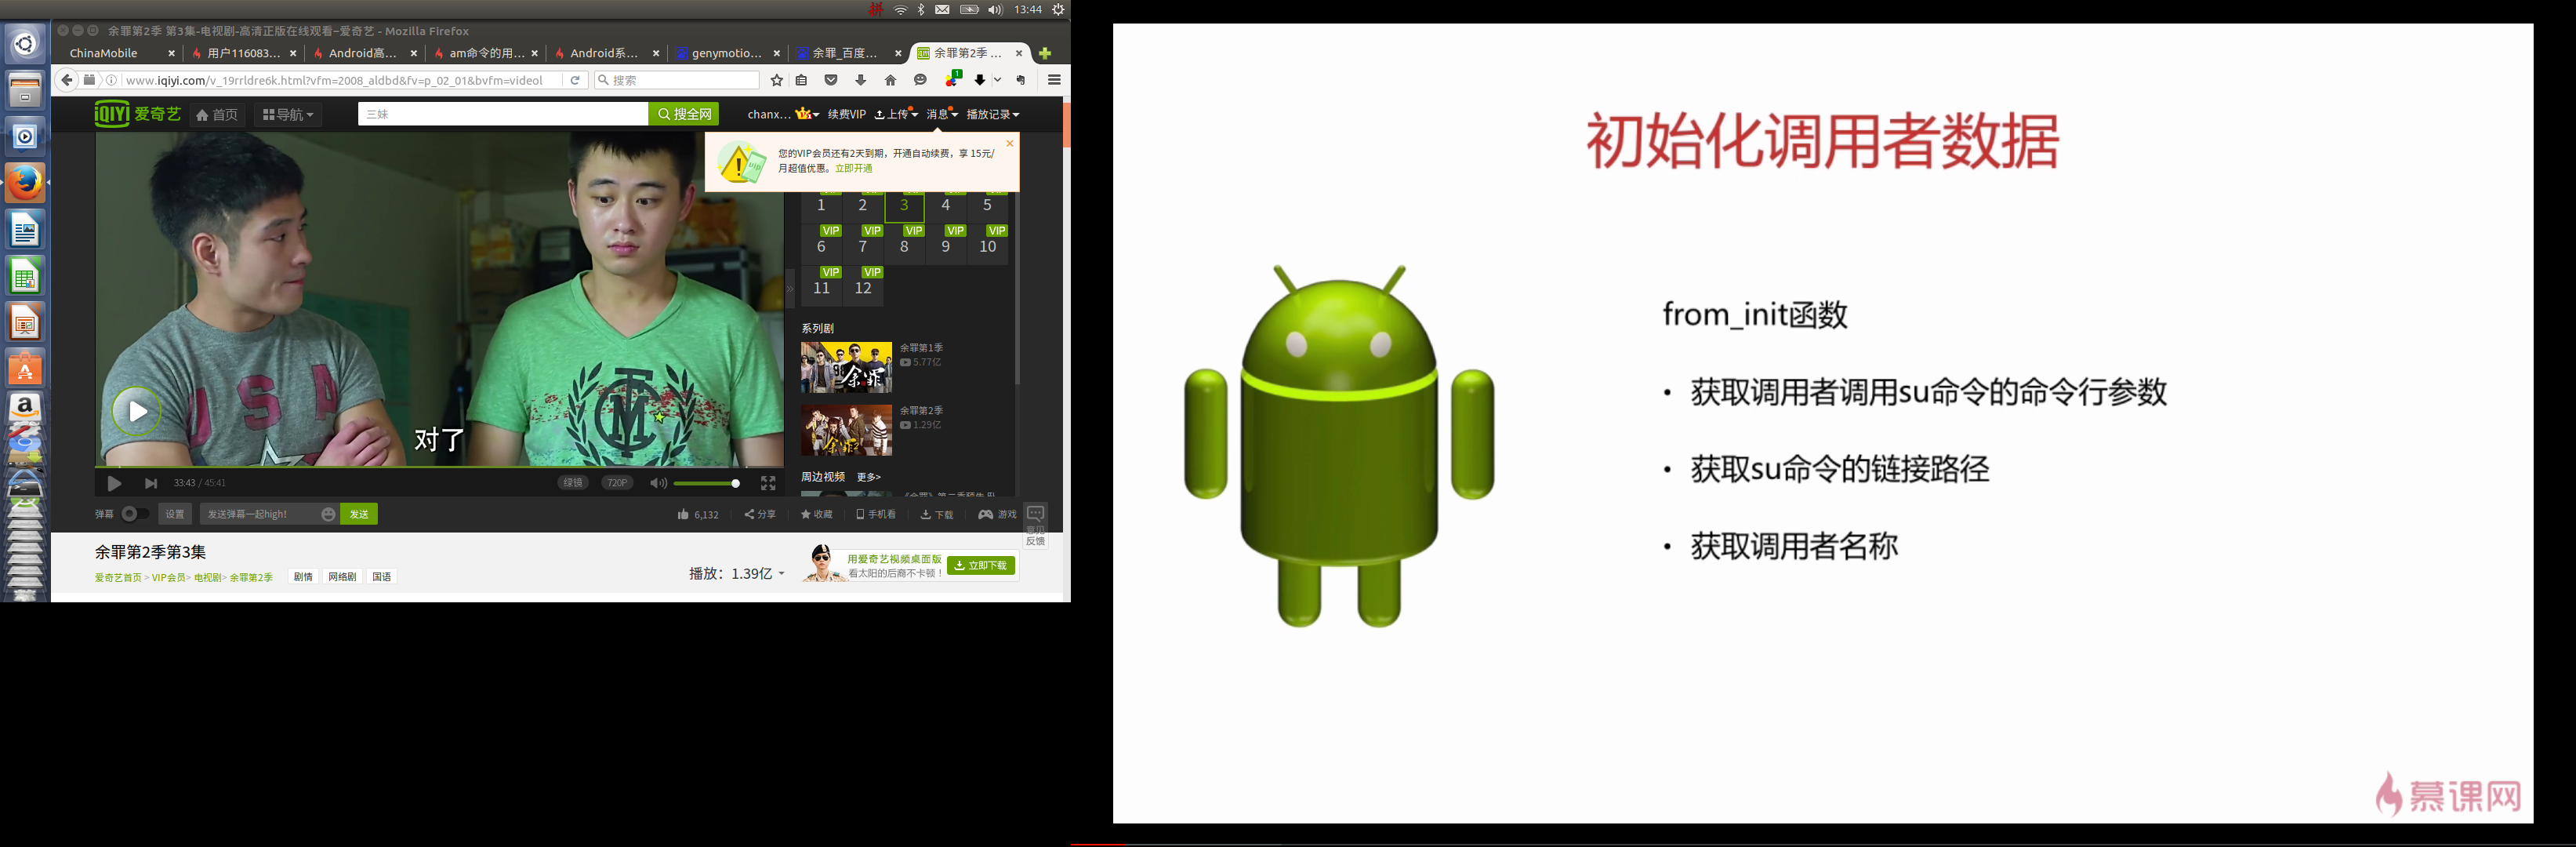 13:44
余罪第2季 第3集-电视剧-高清正版在线观看–爱奇艺 - Mozilla Firefox
ChinaMobile
用户116083...
Android高...
am命令的用...
Android系...
genymotio...
余罪_百度...
余罪第2季 ...
www.iqiyi.com/v_19rrldre6k.html?vfm=2008_aldbd&fv=p_02_01&bvfm=videol
搜索
iQIYI 爱奇艺
首页
导航
三妹
搜全网
chanx...
续费VIP
上传
消息
播放记录
您的VIP会员还有2天到期，开通自动续费，享 15元/
月超值优惠。立即开通
1 2 3 4 5
VIP VIP VIP VIP VIP
6 7 8 9 10
VIP VIP
11 12
系列剧
余罪第1季
5.77亿
余罪
余罪第2季
1.29亿
余罪
周边视频 更多>
USA
对了
33:43 / 45:41
绿镜
720P
弹幕
设置
发送弹幕一起high!
发送
6,132
分享
收藏
手机看
下载
游戏
意见
反馈
余罪第2季第3集
爱奇艺首页 > VIP会员> 电视剧> 余罪第2季
剧情
网络剧
国语
播放：1.39亿
用爱奇艺视频桌面版
看太阳的后裔不卡顿！
立即下载
初始化调用者数据
from_init函数
• 获取调用者调用su命令的命令行参数
• 获取su命令的链接路径
• 获取调用者名称
慕课网